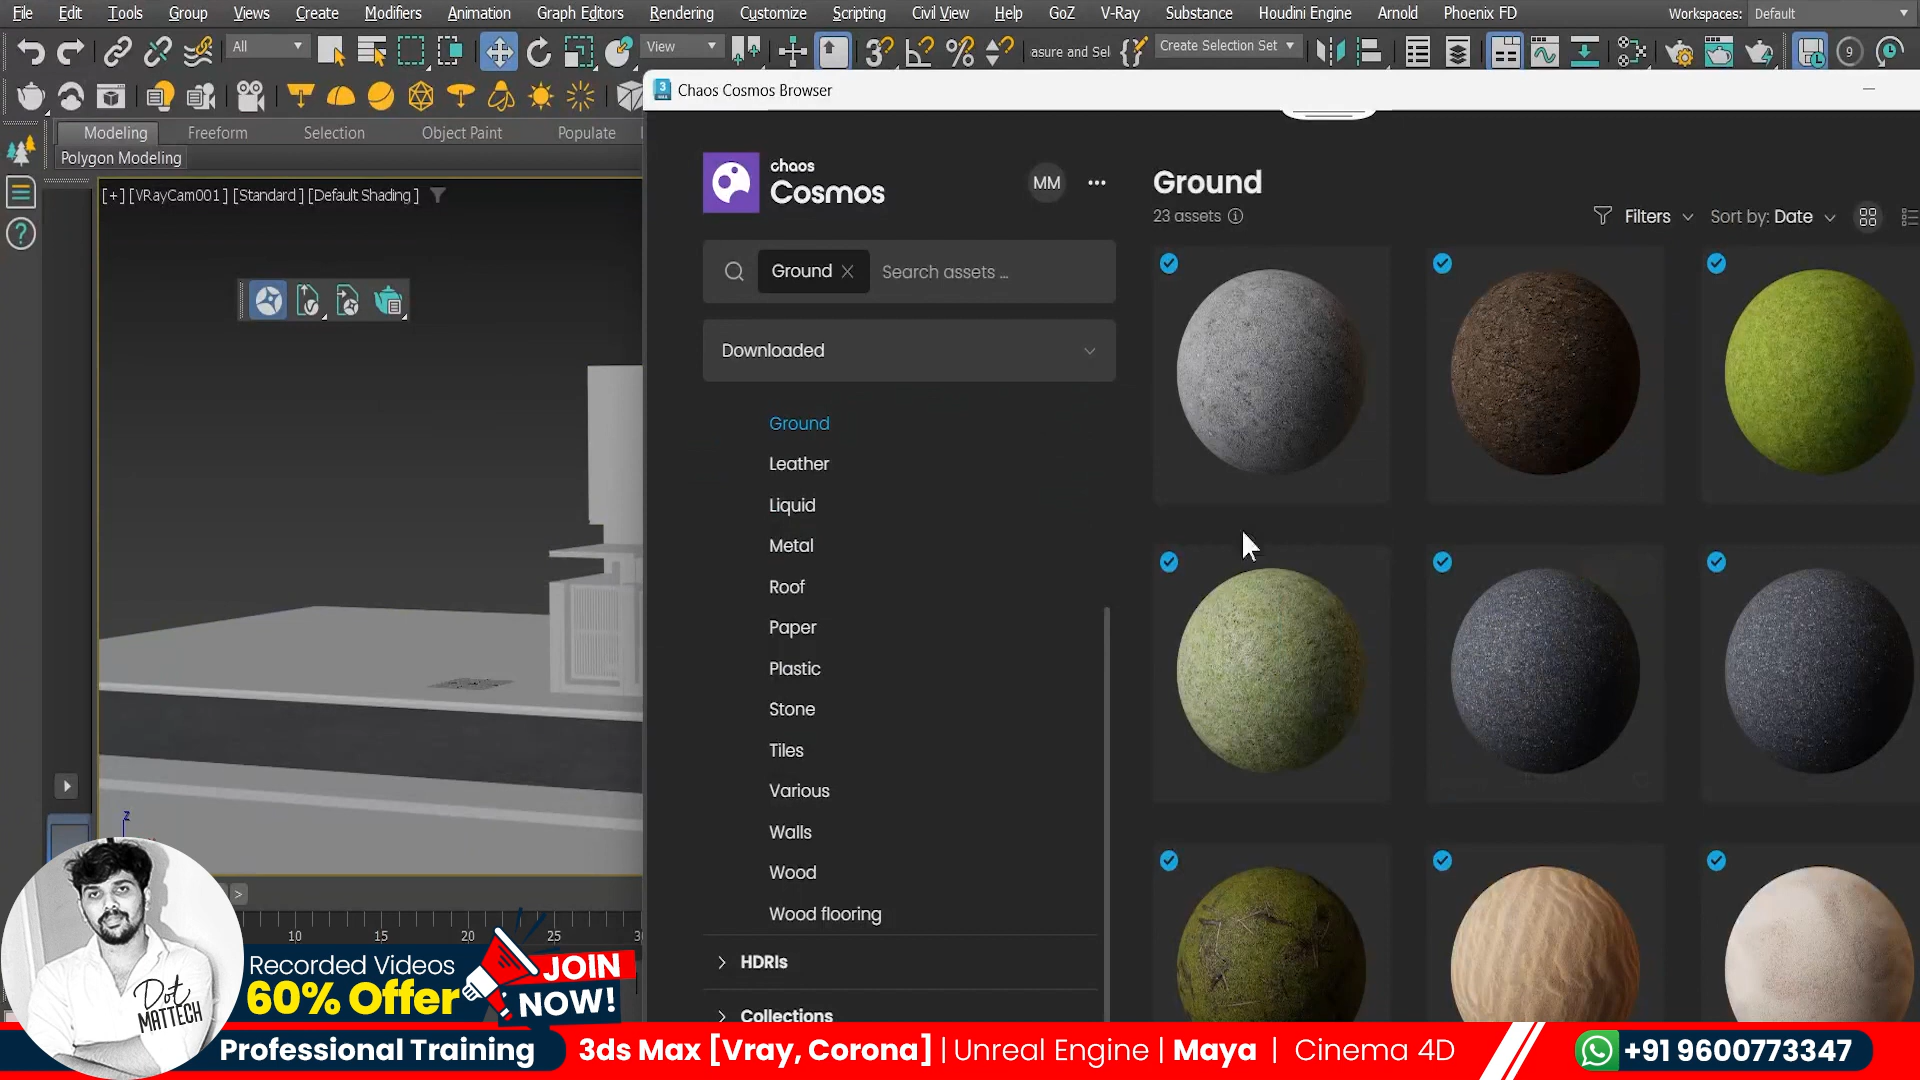 File Edit Tools Group Views Create Modifiers Animation Graph Editors Rendering Customize Scripting Civil View Help GoZ V-Ray Substance Houdini Engine Arnold Phoenix FD Workspaces: Default
All View asure and Sel Create Selection Set 9
Chaos Cosmos Browser
Modeling Freeform Selection Object Paint Populate
Polygon Modeling
[+] [VRayCam001] [Standard] [Default Shading]
chaos
Cosmos
MM
Ground
23 assets
Filters
Sort by: Date
Ground
Search assets ...
Downloaded
Ground
Leather
Liquid
Metal
Roof
Paper
Plastic
Stone
Tiles
Various
Walls
Wood
Wood flooring
HDRIs
Collections
z
>
10 15 20 25
Recorded Videos
60% Offer
JOIN
NOW!
Dot
MATTECH
Professional Training
3ds Max [Vray, Corona] | Unreal Engine | Maya | Cinema 4D
+91 9600773347